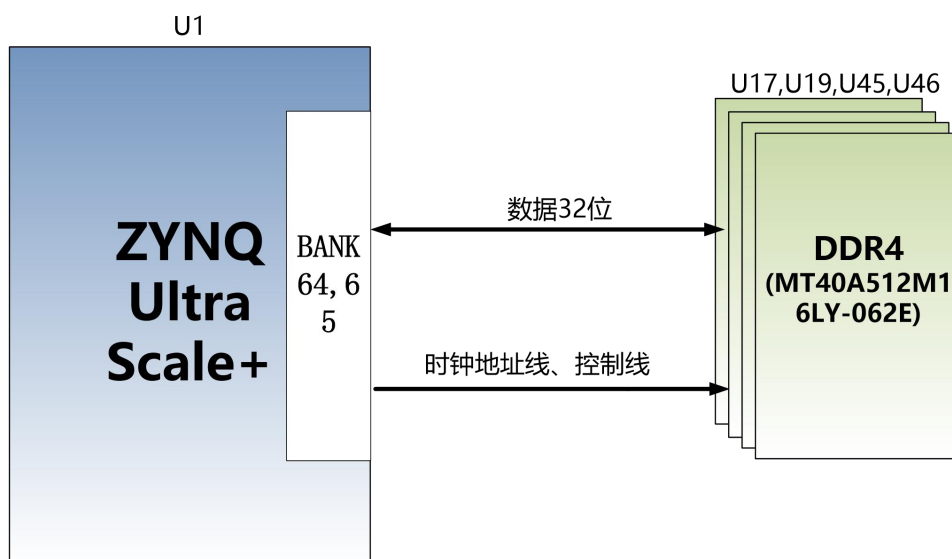 U1
U17,U19,U45,U46
数据32位
ZYNQ
Ultra
Scale+
BANK
64,6
5
DDR4
(MT40A512M1
6LY-062E)
时钟地址线、控制线